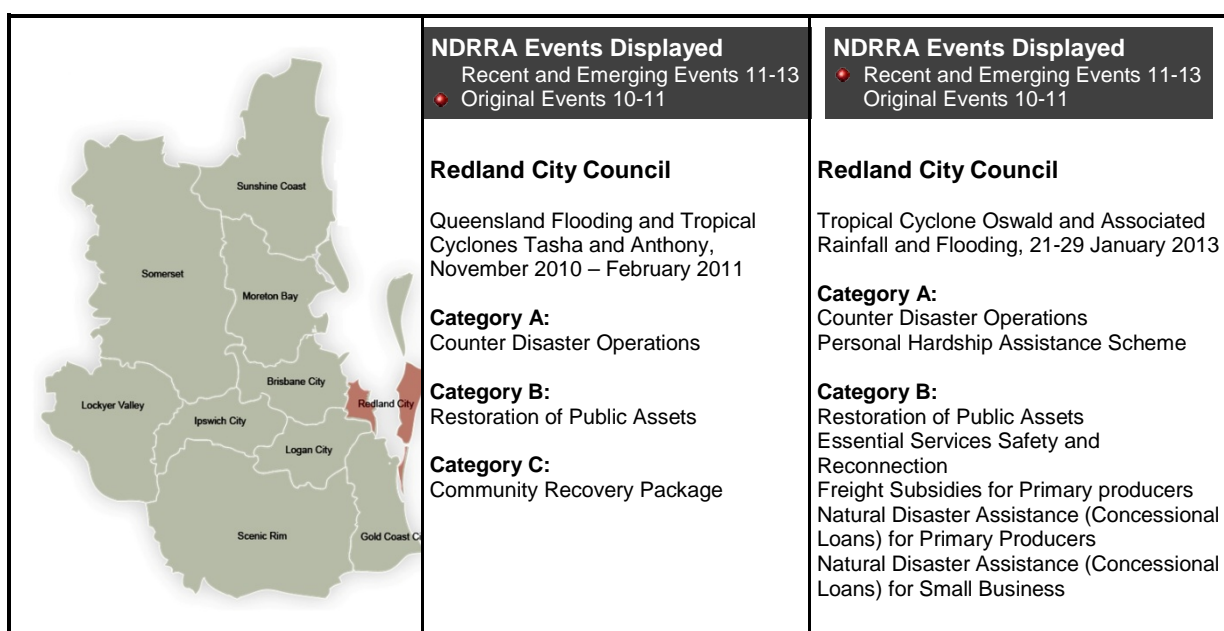 Sunshine Coast
Somerset
Moreton Bay
Brisbane City
Redland City
Lockyer Valley
Ipswich City
Logan City
Scenic Rim
Gold Coast
NDRRA Events Displayed
Recent and Emerging Events 11-13
Original Events 10-11
Redland City Council
Queensland Flooding and Tropical
Cyclones Tasha and Anthony,
November 2010 – February 2011
Category A:
Counter Disaster Operations
Category B:
Restoration of Public Assets
Category C:
Community Recovery Package
NDRRA Events Displayed
Recent and Emerging Events 11-13
Original Events 10-11
Redland City Council
Tropical Cyclone Oswald and Associated
Rainfall and Flooding, 21-29 January 2013
Category A:
Counter Disaster Operations
Personal Hardship Assistance Scheme
Category B:
Restoration of Public Assets
Essential Services Safety and
Reconnection
Freight Subsidies for Primary producers
Natural Disaster Assistance (Concessional
Loans) for Primary Producers
Natural Disaster Assistance (Concessional
Loans) for Small Business